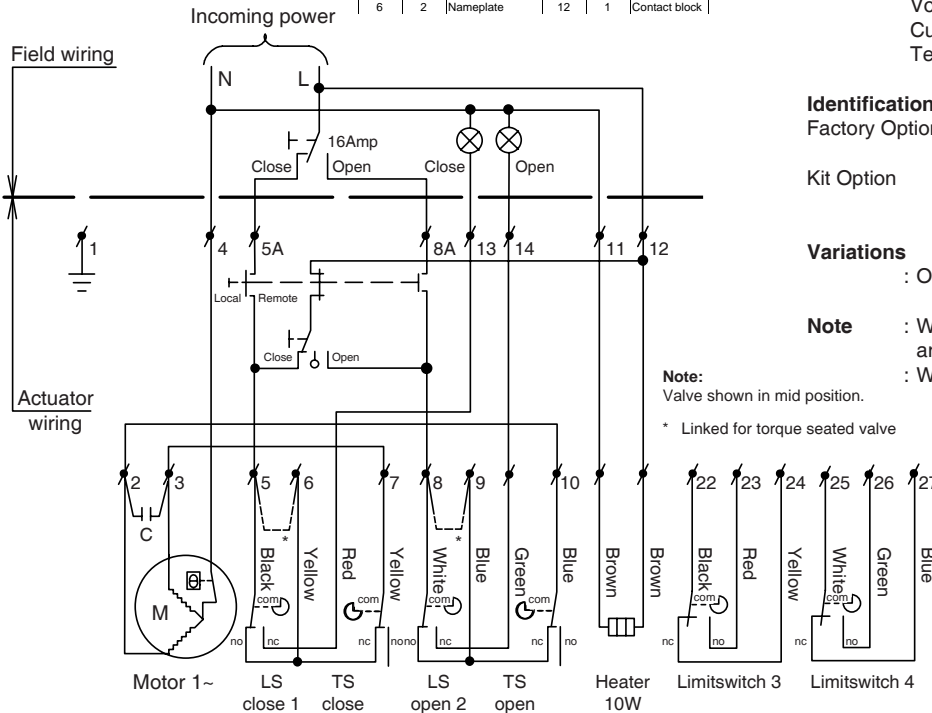 6 2 Nameplate 12 1 Contact block
Incoming power
Field wiring
N L
16Amp
Close Open Close Open
1 4 5A 8A 13 14 11 12
Local Remote
Close Open
Actuator
wiring
Note:
Valve shown in mid position.
* Linked for torque seated valve
2 3 5 6 7 8 9 10 22 23 24 25 26 27
C
* *
Black Yellow Red Yellow White Blue Green Blue Brown Brown Black Red Yellow White Green Blue
M
com com com com com com
no nc nc no no nc nc no nc no nc no
Motor 1~
LS
close 1
TS
close
LS
open 2
TS
open
Heater
10W
Limitswitch 3
Limitswitch 4
Identification
Factory Option
Kit Option
Variations
: O
Note : W
: W